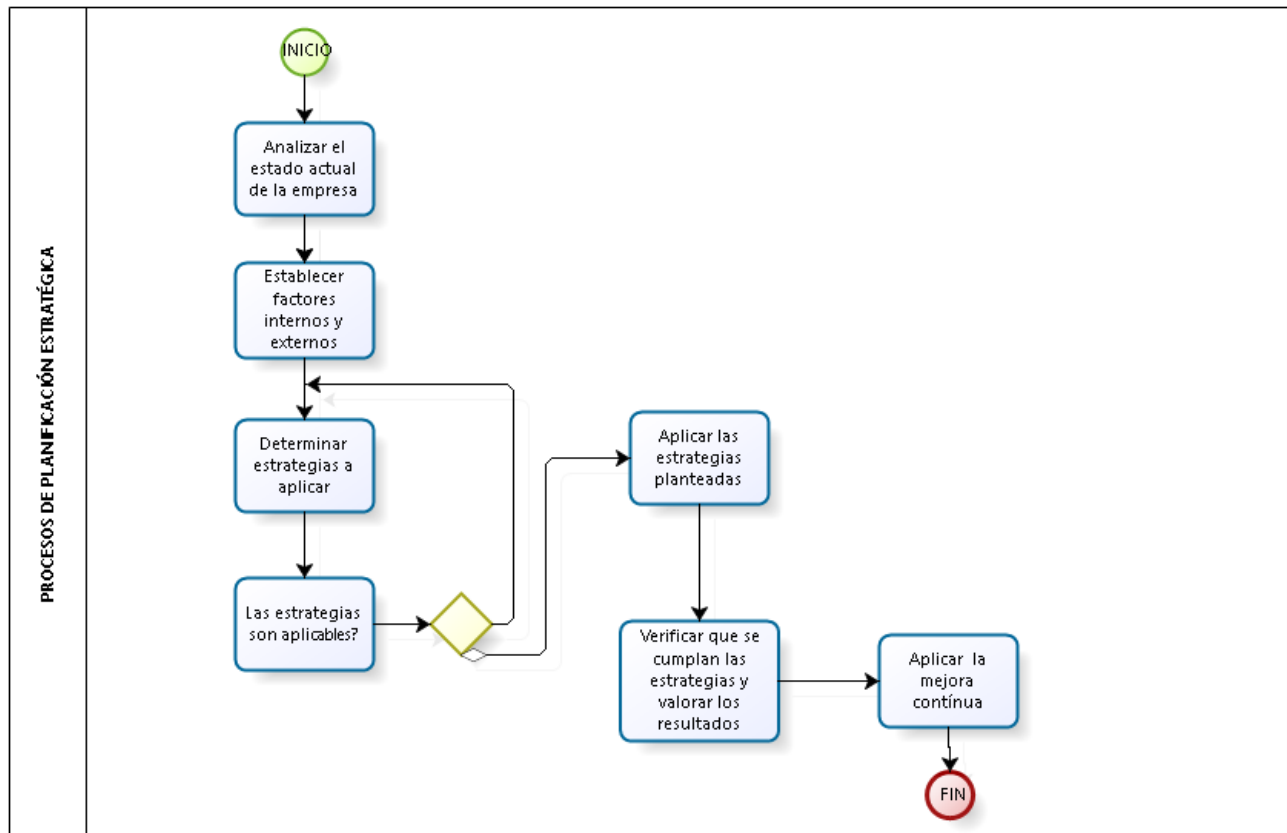 PROCESOS DE PLANIFICACIÓN ESTRATÉGICA
INICIO
Analizar el
estado actual
de la empresa
Establecer
factores
internos y
externos
Determinar
estrategias a
aplicar
Las estrategias
son aplicables?
Aplicar las
estrategias
planteadas
Verificar que se
cumplan las
estrategias y
valorar los
resultados
Aplicar la
mejora
contínua
FIN